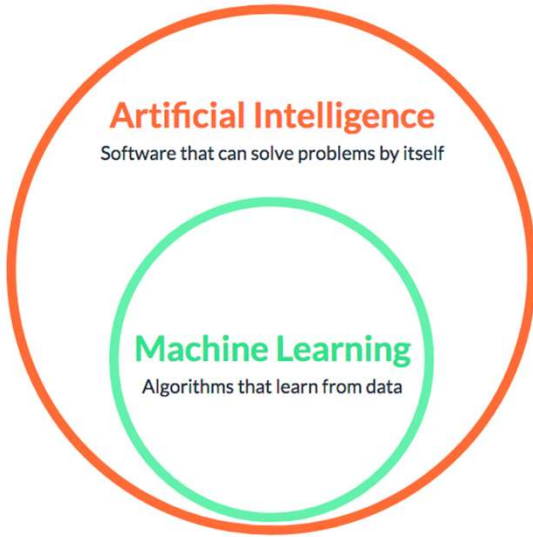 Artificial Intelligence
Software that can solve problems by itself
Machine Learning
Algorithms that learn from data